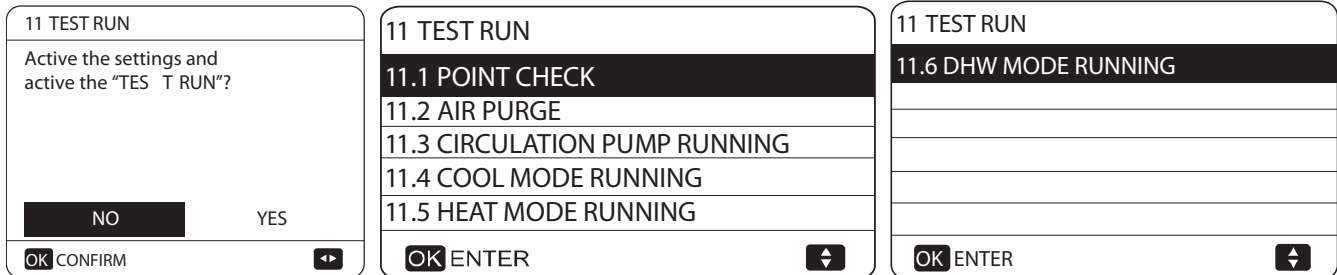 11 TEST RUN
Active the settings and
active the “TES T RUN”?
NO YES
OK CONFIRM
11 TEST RUN
11.1 POINT CHECK
11.2 AIR PURGE
11.3 CIRCULATION PUMP RUNNING
11.4 COOL MODE RUNNING
11.5 HEAT MODE RUNNING
OK ENTER
11 TEST RUN
11.6 DHW MODE RUNNING
OK ENTER